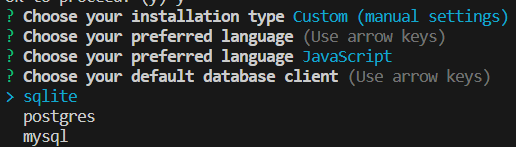 Ok to proceed? (y) y
? Choose your installation type Custom (manual settings)
? Choose your preferred language (Use arrow keys)
? Choose your preferred language JavaScript
? Choose your default database client (Use arrow keys)
> sqlite
postgres
mysql